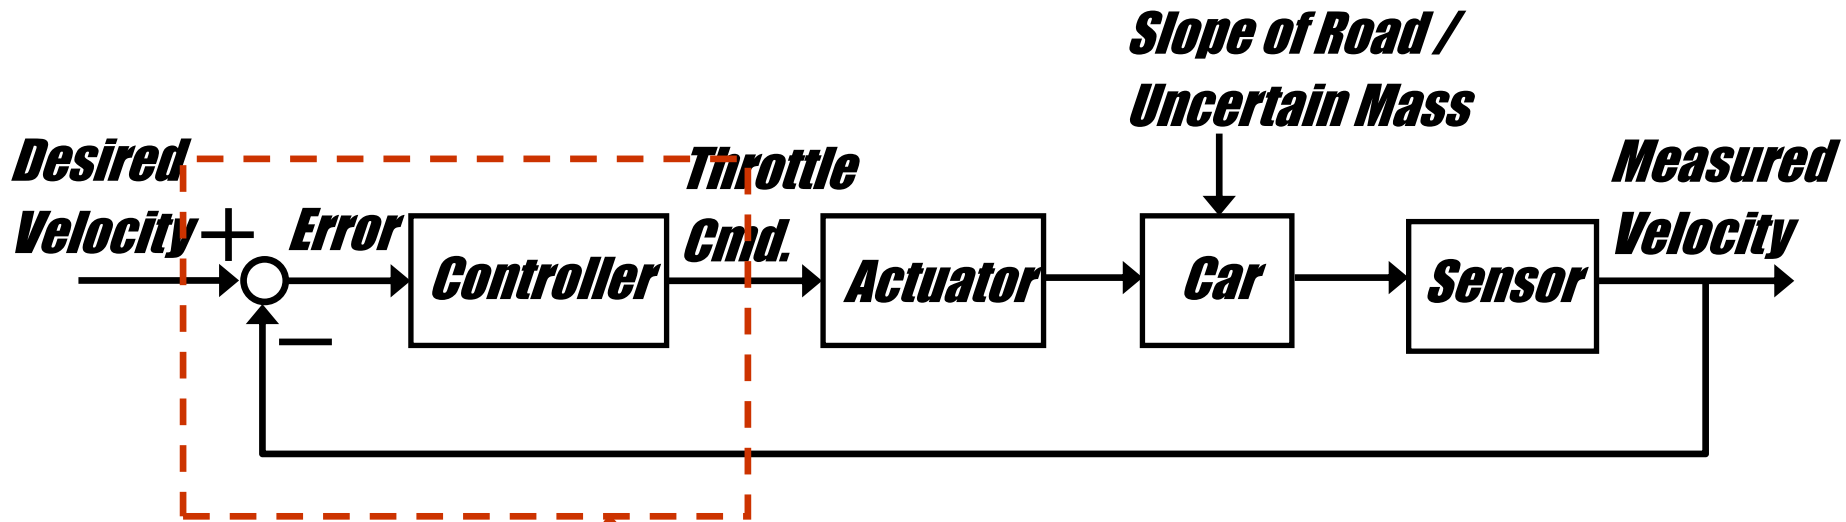 Slope of Road /
Uncertain Mass
Desired
Velocity
+
Error
Throttle
Cmd.
Measured
Velocity
Controller
Actuator
Car
Sensor
—